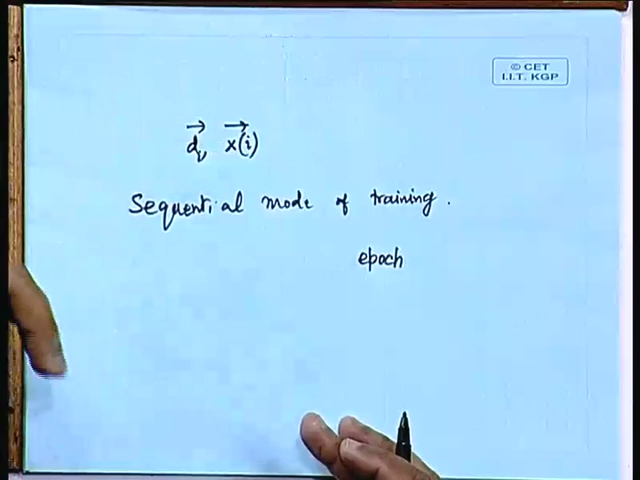 © CET
I.I.T. KGP
d⃗ᵢ, x⃗(i)
Sequential mode of training.
epoch